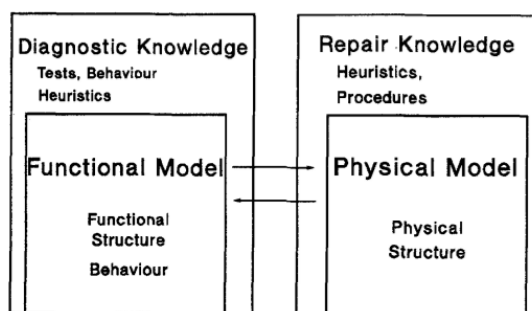 Diagnostic Knowledge
Tests, Behaviour
Heuristics
Functional Model
Functional
Structure
Behaviour
Repair Knowledge
Heuristics,
Procedures
Physical Model
Physical
Structure